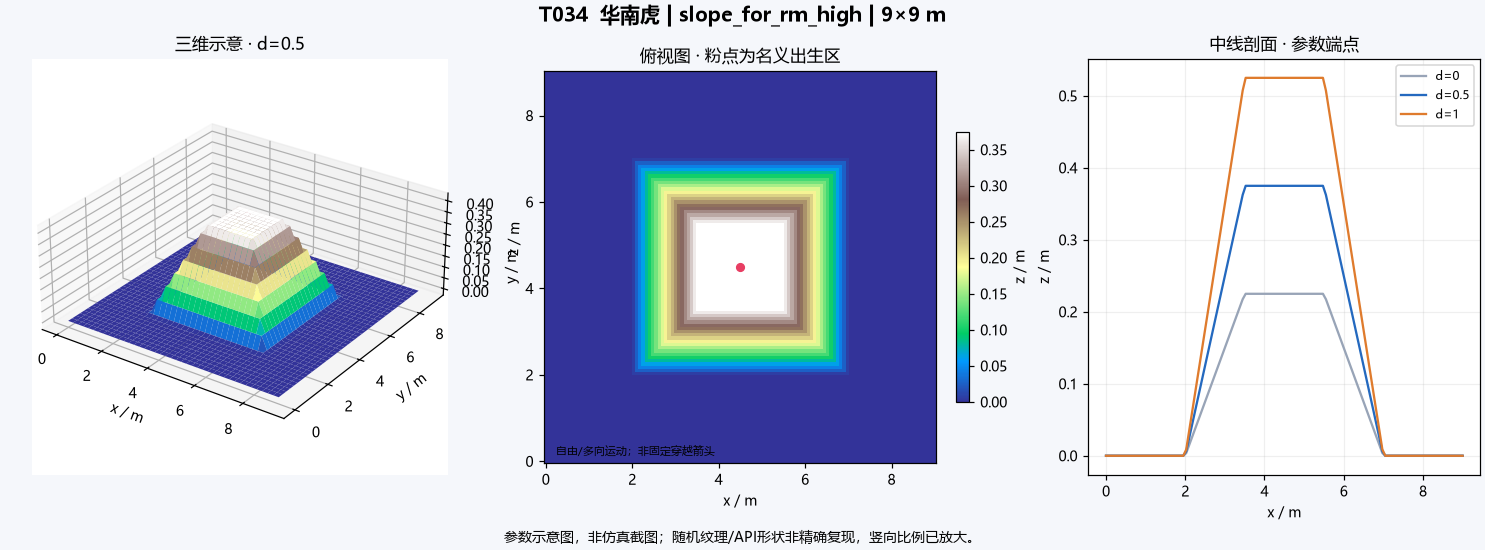 T034 华南虎 | slope_for_rm_high | 9×9 m
三维示意 · d=0.5
0.40
0.35
0.30
0.25
0.20
0.15
0.10
0.05
0.00
0
2
4
6
8
x / m
0
2
4
6
8
y / m
俯视图 · 粉点为名义出生区
8
6
4
2
0
y / m
自由/多向运动；非固定穿越箭头
0 2 4 6 8
x / m
0.35
0.30
0.25
0.20
0.15
0.10
0.05
0.00
z / m
中线剖面 · 参数端点
d=0
d=0.5
d=1
0.5
0.4
0.3
0.2
0.1
0.0
z / m
0 2 4 6 8
x / m
参数示意图，非仿真截图；随机纹理/API形状非精确复现，竖向比例已放大。